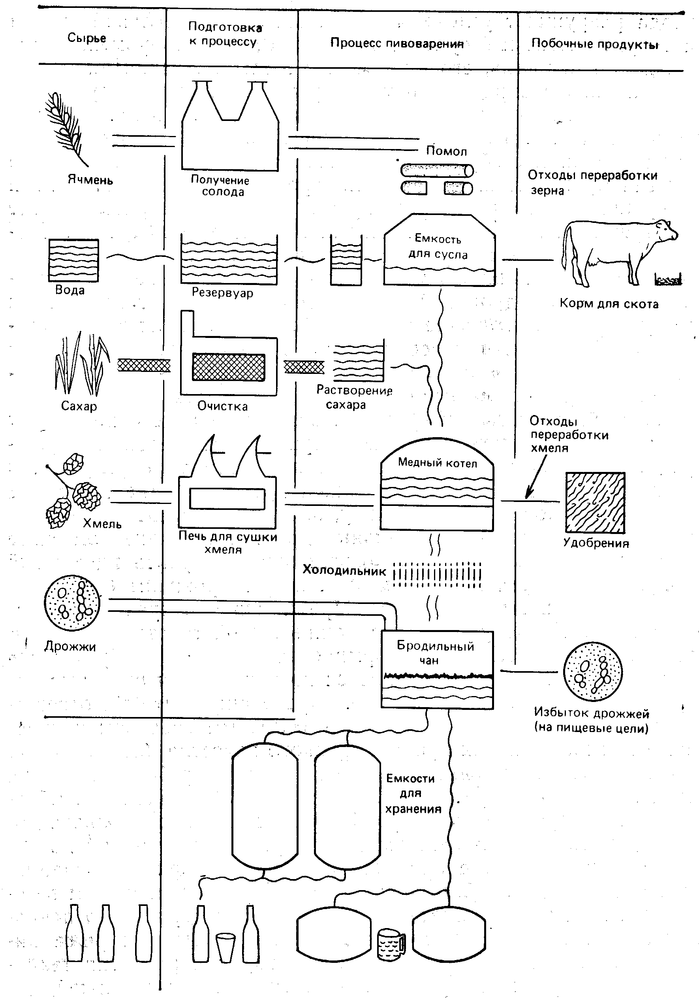 Сырье
Подготовка
к процессу
Процесс пивоварения
Побочные продукты
Ячмень
Получение
солода
Помол
Отходы переработки
зерна
Вода
Резервуар
Емкость
для сусла
Корм для скота
Сахар
Очистка
Растворение
сахара
Отходы
переработки
хмеля
Хмель
Печь для сушки
хмеля
Медный котел
Удобрения
Холодильник
Дрожжи
Бродильный
чан
Избыток дрожжей
(на пищевые цели)
Емкости
для
хранения